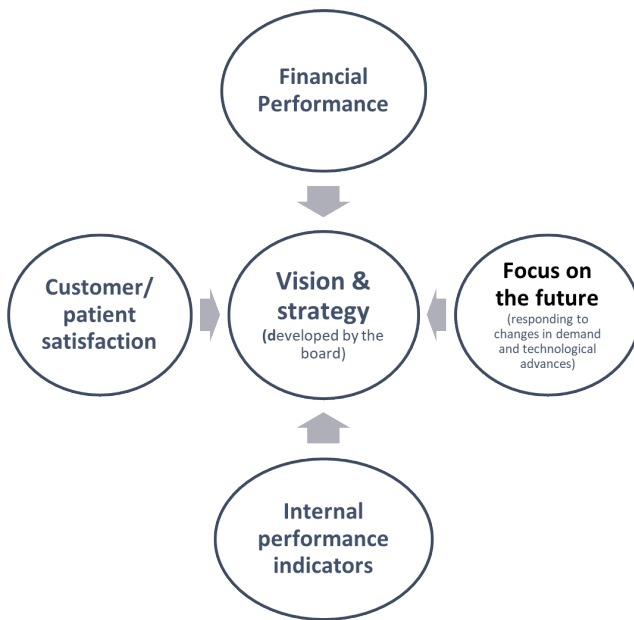 Financial
Performance
Customer/
patient
satisfaction
Vision &
strategy
(developed by the
board)
Focus on
the future
(responding to
changes in demand
and technological
advances)
Internal
performance
indicators